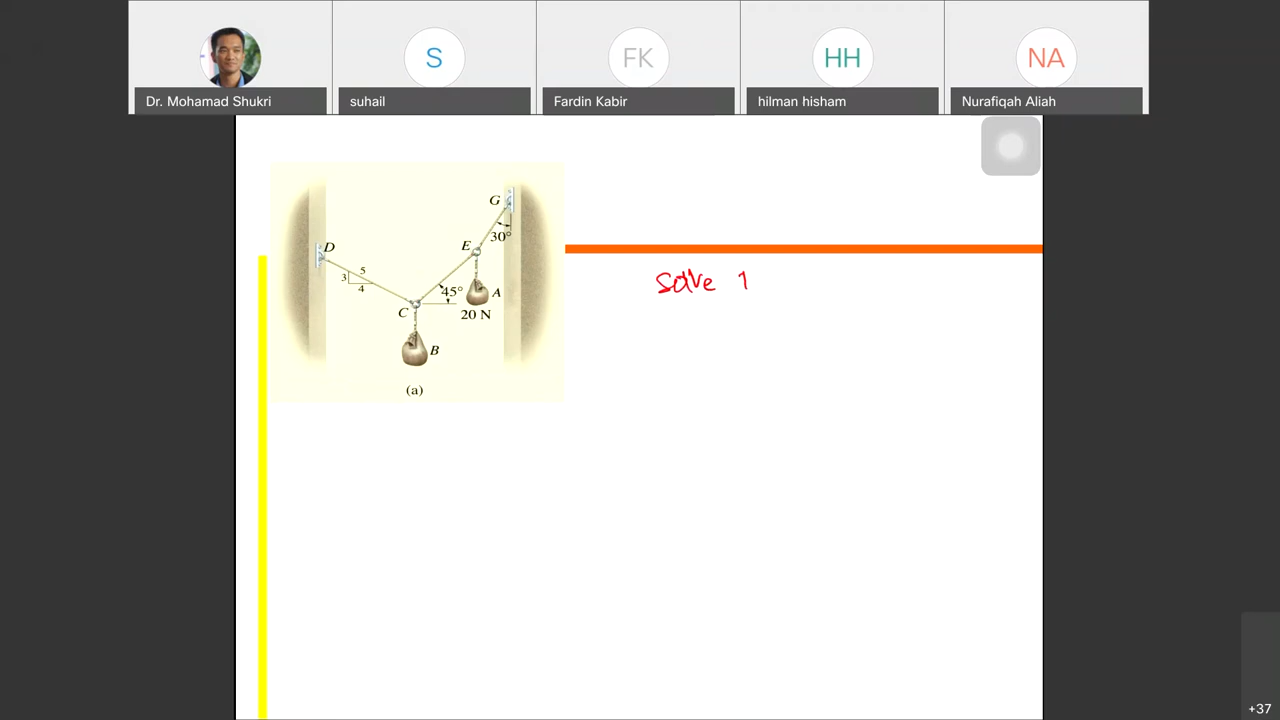 S FK HH NA
Dr. Mohamad Shukri suhail Fardin Kabir hilman hisham Nurafiqah Aliah
G
30°
D
E
5
3
4
45°
A
C
20 N
B
(a)
Solve 1
+37